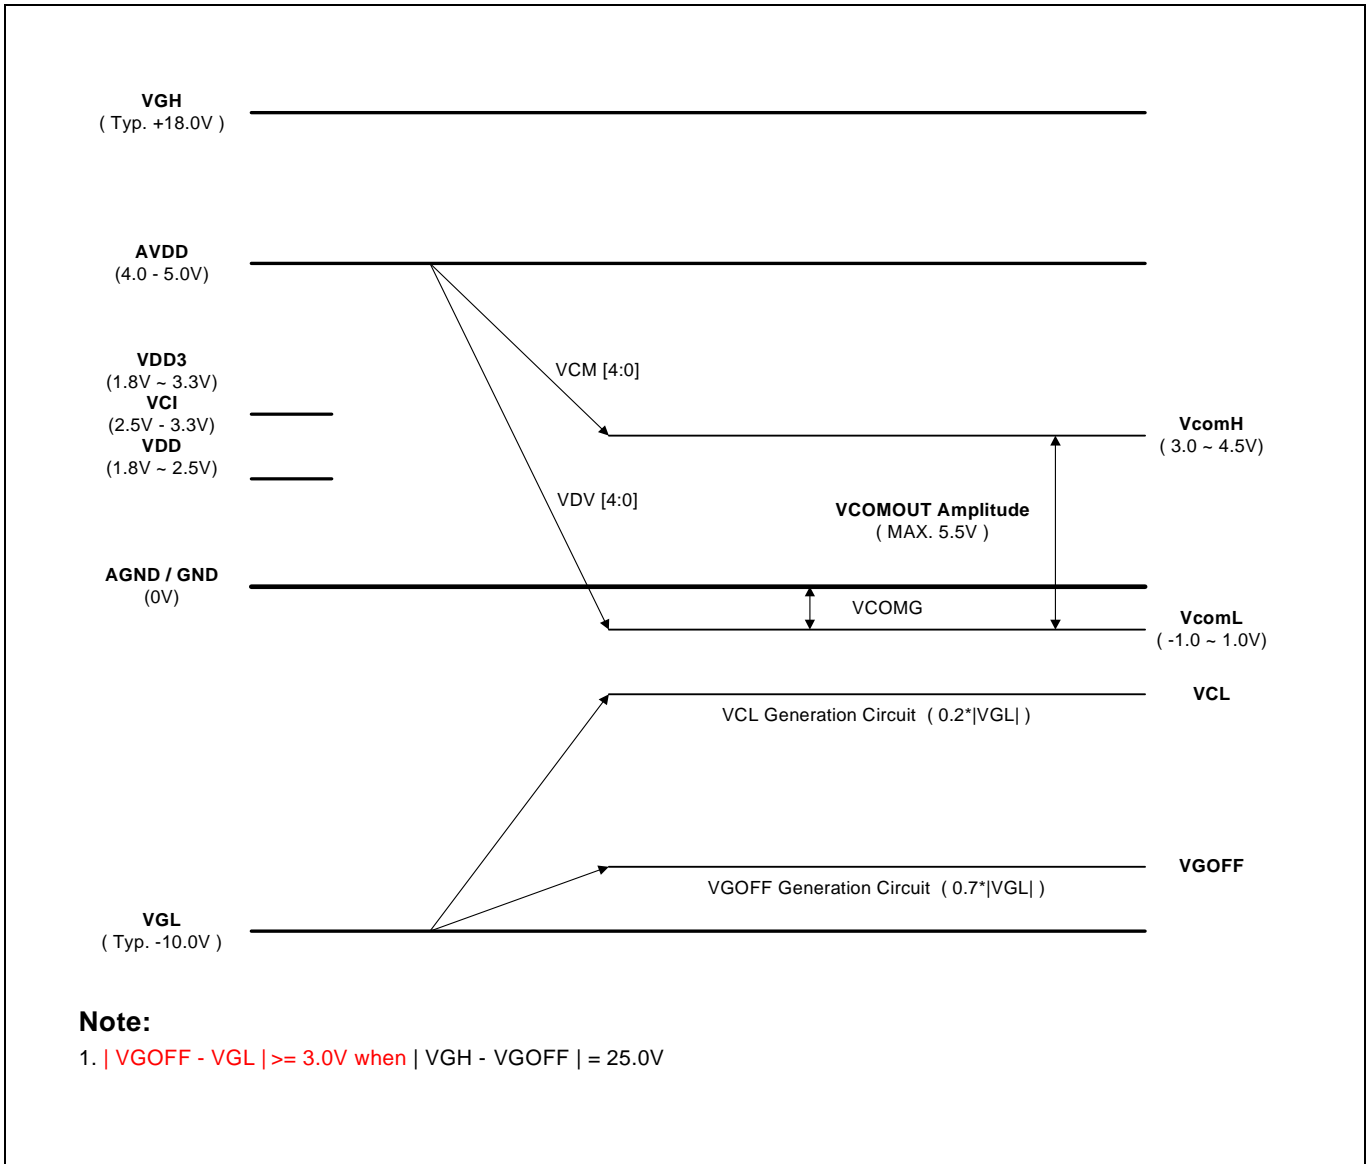 VGH
( Typ. +18.0V )
AVDD
(4.0 - 5.0V)
VDD3
(1.8V ~ 3.3V)
VCI
(2.5V - 3.3V)
VDD
(1.8V ~ 2.5V)
VCM [4:0]
VcomH
( 3.0 ~ 4.5V)
VDV [4:0]
VCOMOUT Amplitude
( MAX. 5.5V )
AGND / GND
(0V)
VCOMG
VcomL
( -1.0 ~ 1.0V)
VCL
VCL Generation Circuit ( 0.2*|VGL| )
VGOFF
VGOFF Generation Circuit ( 0.7*|VGL| )
VGL
( Typ. -10.0V )
Note:
1. | VGOFF - VGL | >= 3.0V when | VGH - VGOFF | = 25.0V